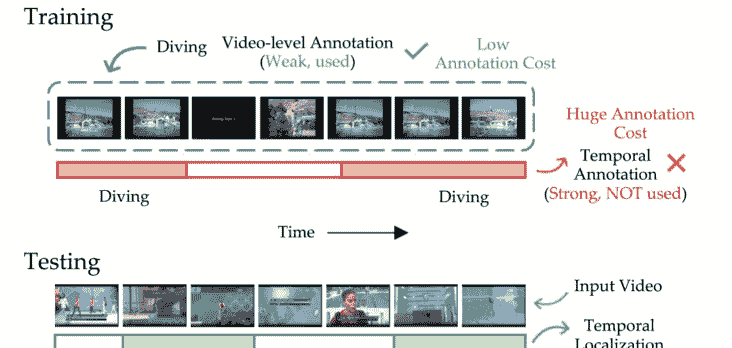 Training
Diving
Video-level Annotation
(Weak, used)
Low
Annotation Cost
Huge Annotation
Cost
Temporal
Annotation
(Strong, NOT used)
Diving
Diving
Time
Testing
Input Video
Temporal
Localization